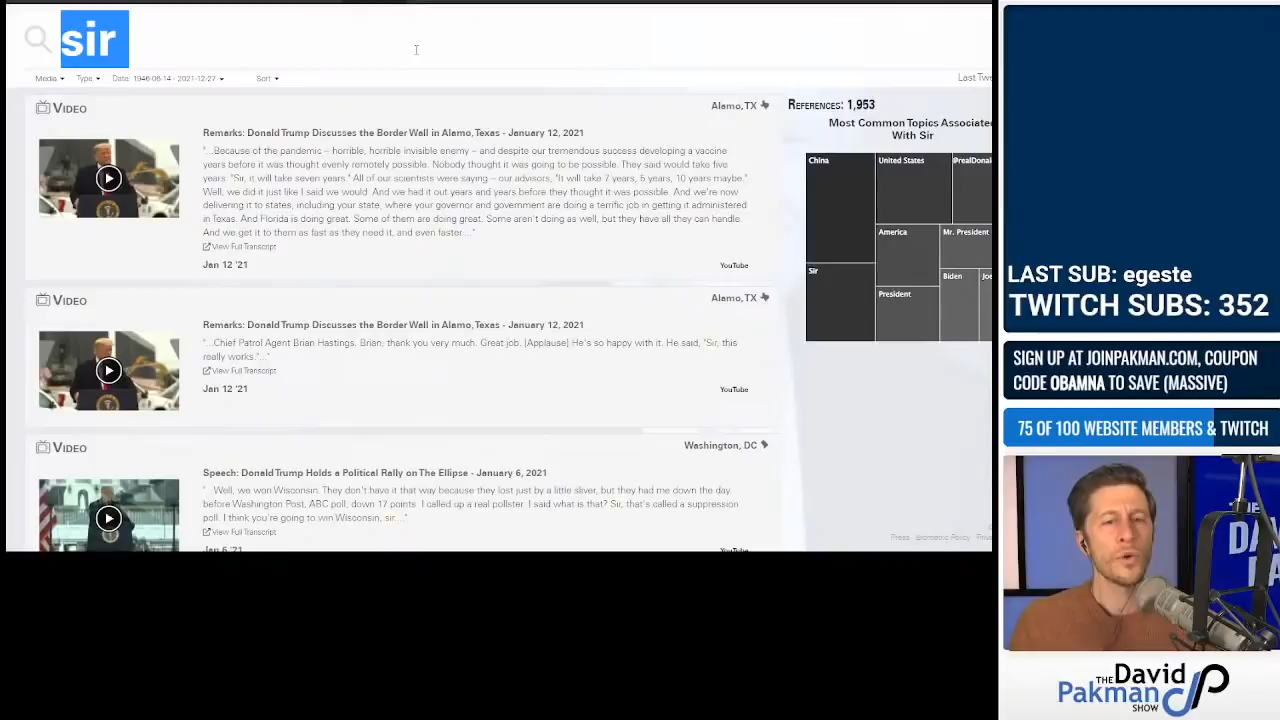 sir
Media
Type
Date: 1946-06-14 - 2021-12-27
Sort
Last Twe
VIDEO
Alamo, TX
Remarks: Donald Trump Discusses the Border Wall in Alamo, Texas - January 12, 2021
"...Because of the pandemic – horrible, horrible invisible enemy – and despite our tremendous success developing a vaccine
years before it was thought evenly remotely possible. Nobody thought it was going to be possible. They said would take five
years. "Sir, it will take seven years." All of our scientists were saying – our advisors, "It will take 7 years, 5 years, 10 years maybe."
Well, we did it just like I said we would. And we had it out years and years before they thought it was possible. And we're now
delivering it to states, including your state, where your governor and government are doing a terrific job in getting it administered
in Texas. And Florida is doing great. Some of them are doing great. Some aren't doing as well, but they have all they can handle.
And we get it to them as fast as they need it, and even faster...."
View Full Transcript
Jan 12 '21
YouTube
VIDEO
Alamo, TX
Remarks: Donald Trump Discusses the Border Wall in Alamo, Texas - January 12, 2021
"...Chief Patrol Agent Brian Hastings. Brian, thank you very much. Great job. [Applause] He's so happy with it. He said, "Sir, this
really works."..."
View Full Transcript
Jan 12 '21
YouTube
VIDEO
Washington, DC
Speech: Donald Trump Holds a Political Rally on The Ellipse - January 6, 2021
"...Well, we won Wisconsin. They don't have it that way because they lost just by a little sliver, but they had me down the day
before Washington Post, ABC poll, down 17 points. I called up a real pollster. I said what is that? Sir, that's called a suppression
poll. I think you're going to win Wisconsin, sir...."
View Full Transcript
Jan 6 '21
YouTube
REFERENCES: 1,953
Most Common Topics Associate
With Sir
China
United States
@realDonal
America
Mr. President
Sir
Biden
Joe
President
Press
Biometric Policy
Priva
LAST SUB: egeste
TWITCH SUBS: 352
SIGN UP AT JOINPAKMAN.COM, COUPON
CODE OBAMNA TO SAVE (MASSIVE)
75 OF 100 WEBSITE MEMBERS & TWITCH
THE
DA
DA
THE David
Pakman
SHOW